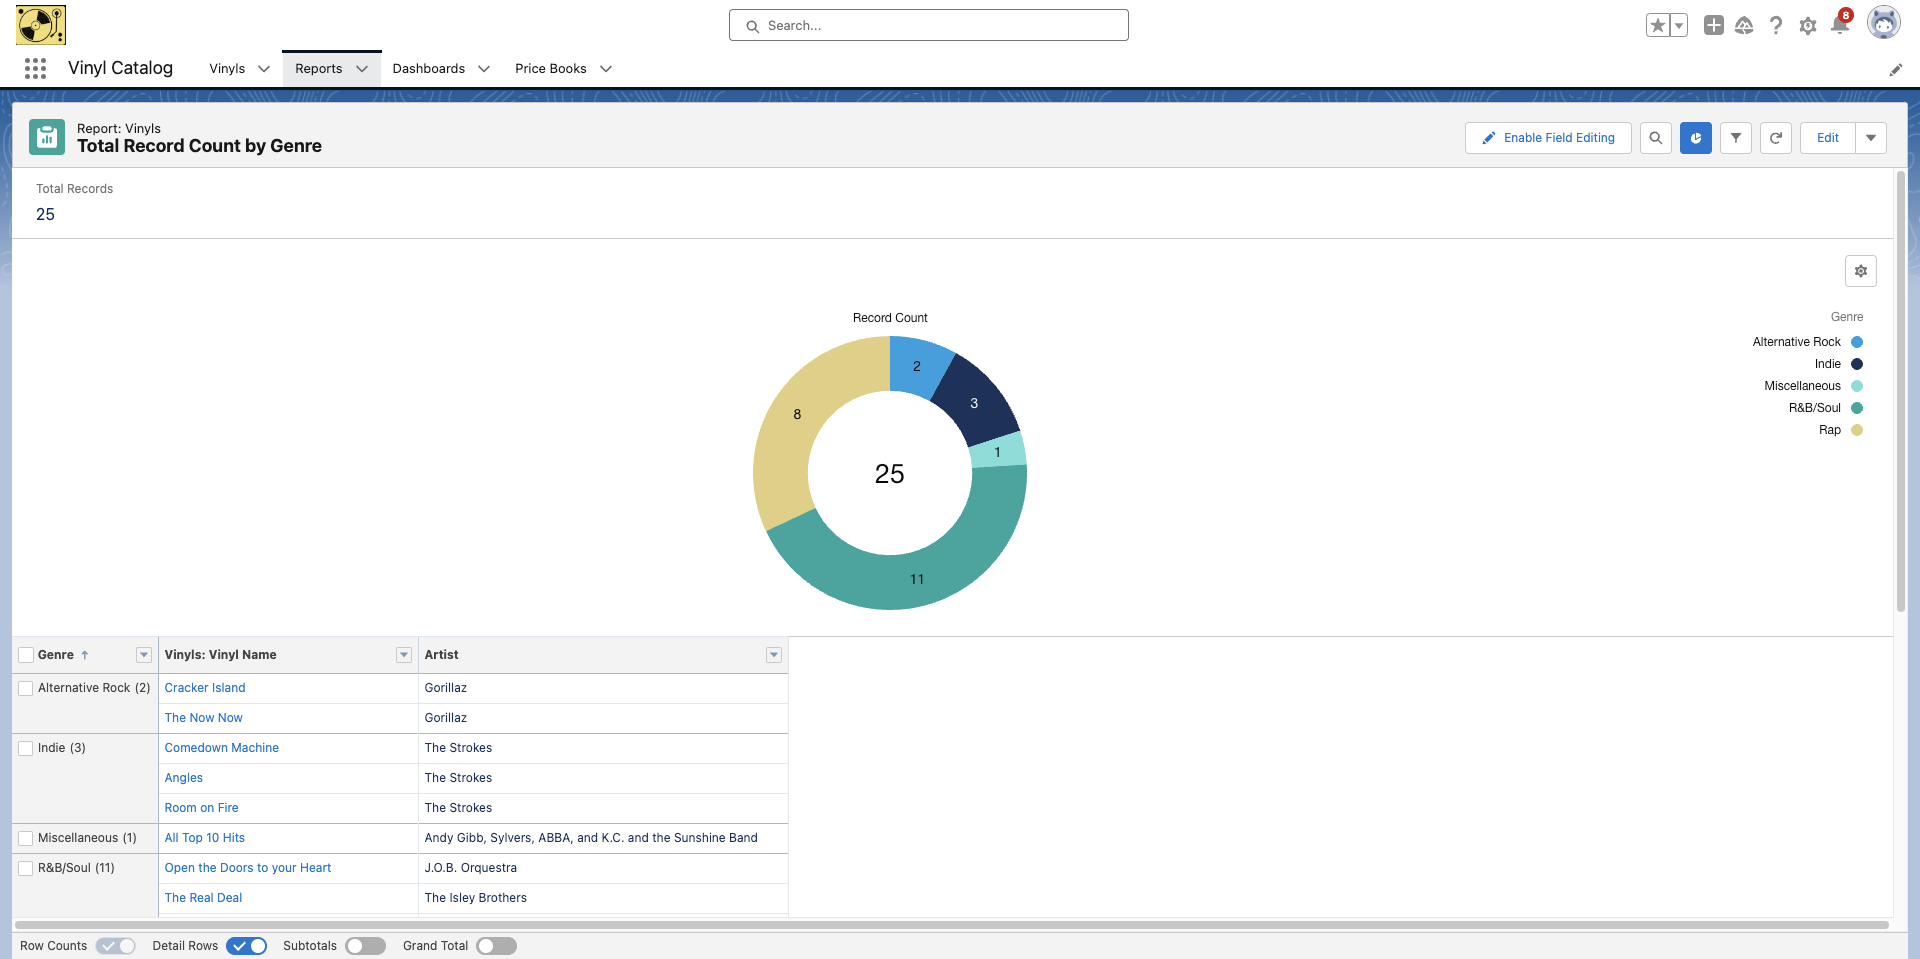 Search...
8
Vinyl Catalog
Vinyls
Reports
Dashboards
Price Books
Report: Vinyls
Total Record Count by Genre
Enable Field Editing
Edit
Total Records
25
Record Count
2
3
1
11
8
25
Genre
Alternative Rock
Indie
Miscellaneous
R&B/Soul
Rap
Genre ↑ Vinyls: Vinyl Name Artist
Alternative Rock (2) Cracker Island Gorillaz
The Now Now Gorillaz
Indie (3) Comedown Machine The Strokes
Angles The Strokes
Room on Fire The Strokes
Miscellaneous (1) All Top 10 Hits Andy Gibb, Sylvers, ABBA, and K.C. and the Sunshine Band
R&B/Soul (11) Open the Doors to your Heart J.O.B. Orquestra
The Real Deal The Isley Brothers
Row Counts Detail Rows Subtotals Grand Total